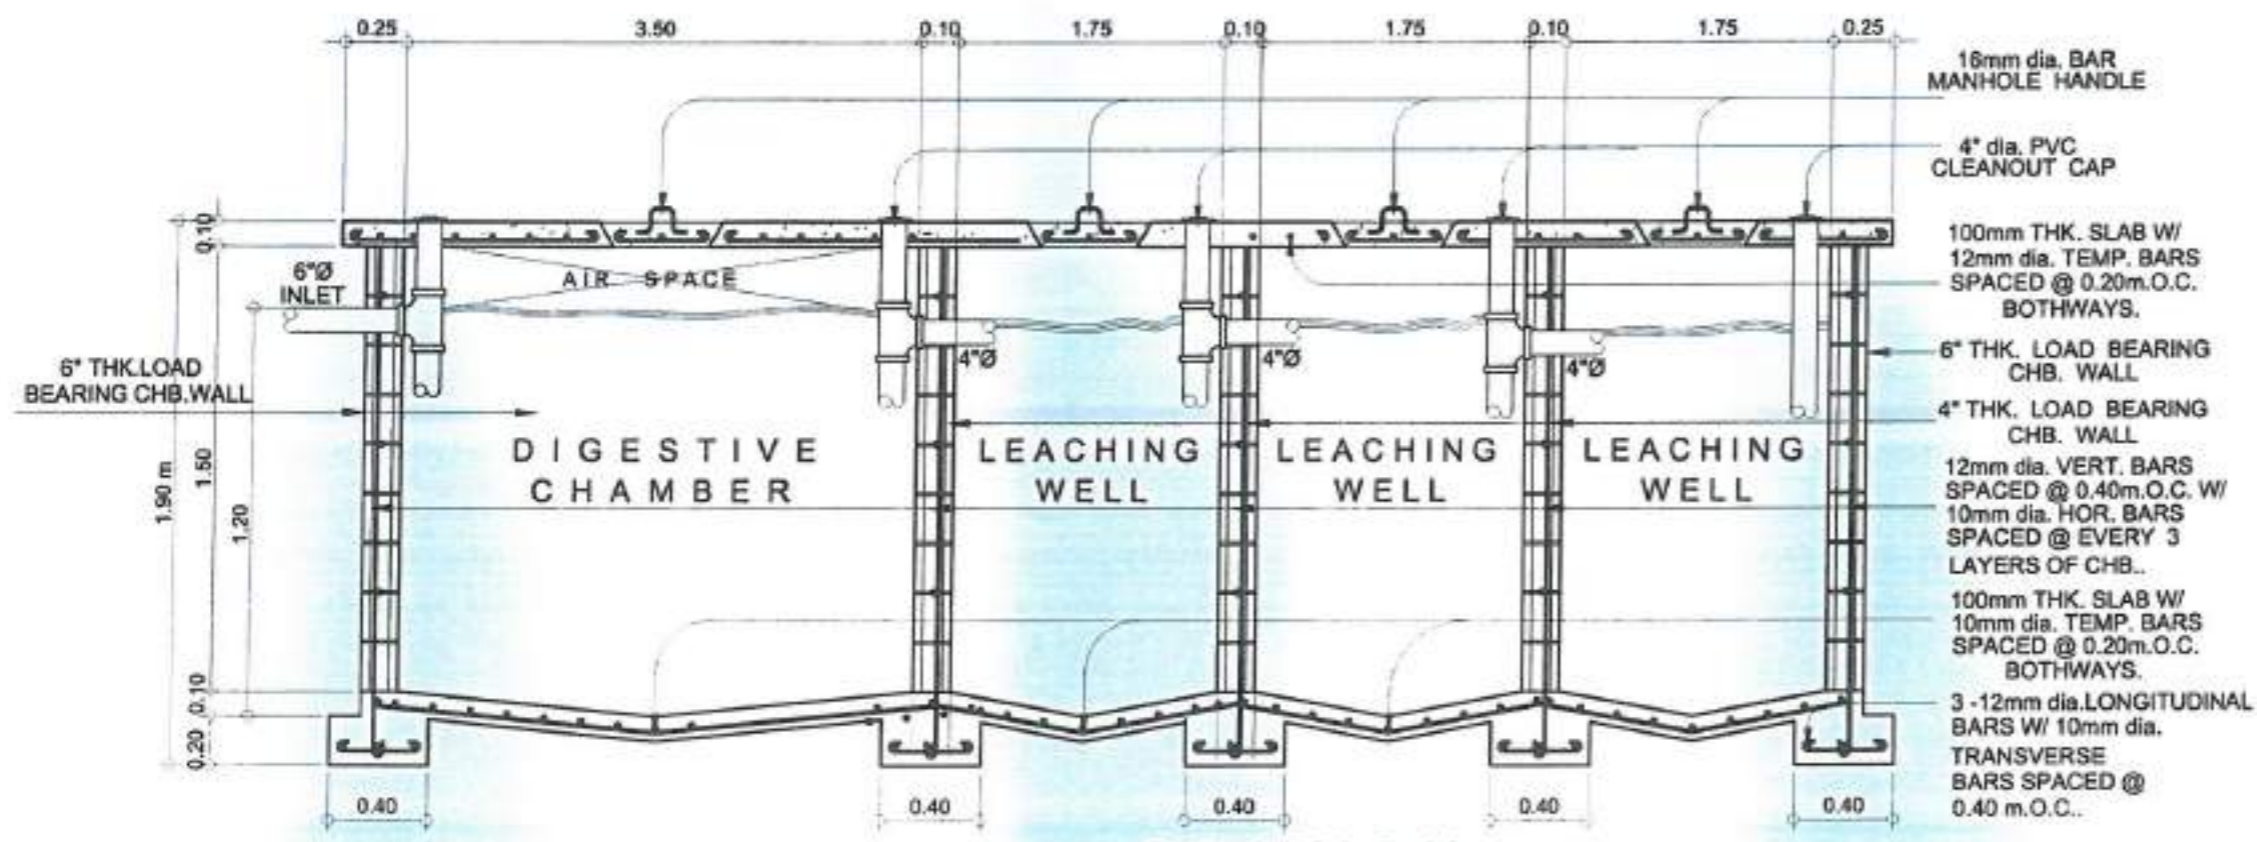 0.25
3.50
0.10
1.75
0.10
1.75
0.10
1.75
0.25
16mm dia. BAR
MANHOLE HANDLE
4" dia. PVC
CLEANOUT CAP
0.10
100mm THK. SLAB W/
12mm dia. TEMP. BARS
SPACED @ 0.20m.O.C.
BOTHWAYS.
6"Ø
INLET
AIR SPACE
4"Ø
4"Ø
4"Ø
6" THK.LOAD
BEARING CHB.WALL
6" THK. LOAD BEARING
CHB. WALL
4" THK. LOAD BEARING
CHB. WALL
DIGESTIVE
CHAMBER
LEACHING
WELL
LEACHING
WELL
LEACHING
WELL
1.90 m
1.50
1.20
12mm dia. VERT. BARS
SPACED @ 0.40m.O.C. W/
10mm dia. HOR. BARS
SPACED @ EVERY 3
LAYERS OF CHB..
100mm THK. SLAB W/
10mm dia. TEMP. BARS
SPACED @ 0.20m.O.C.
BOTHWAYS.
0.10
0.20
3 -12mm dia.LONGITUDINAL
BARS W/ 10mm dia.
TRANSVERSE
BARS SPACED @
0.40 m.O.C..
0.40
0.40
0.40
0.40
0.40